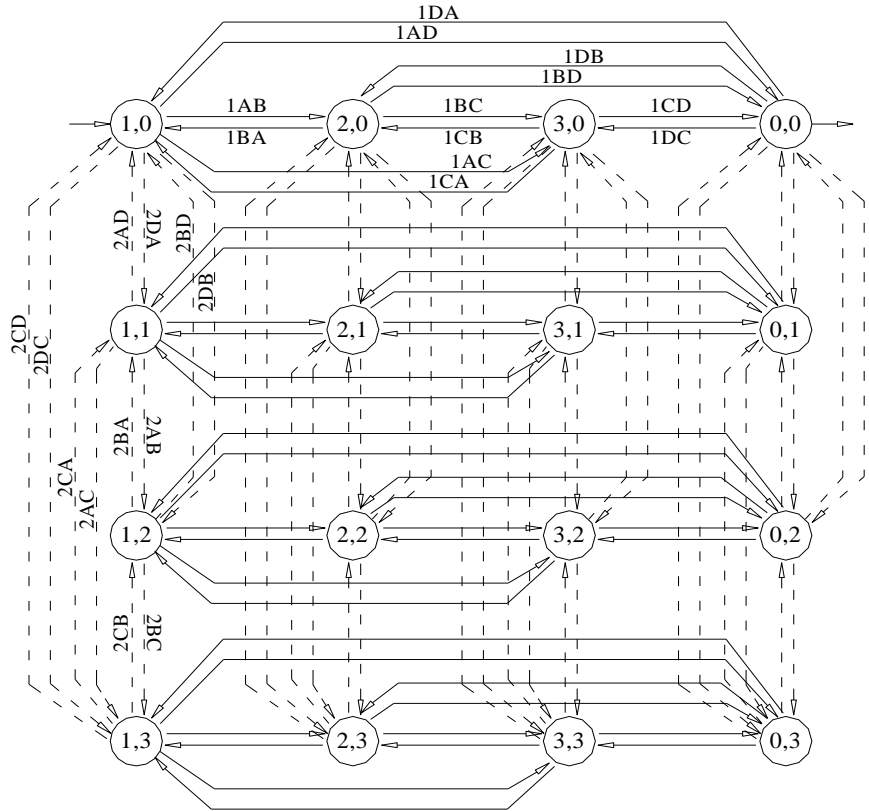 1DA
1AD
1DB
1BD
1AB
1BC
1CD
1,0
2,0
3,0
0,0
1BA
1CB
1DC
1AC
1CA
2AD
2DA
2BD
2DB
2CD
2DC
1,1
2,1
3,1
0,1
2BA
2AB
2CA
2AC
1,2
2,2
3,2
0,2
2CB
2BC
1,3
2,3
3,3
0,3